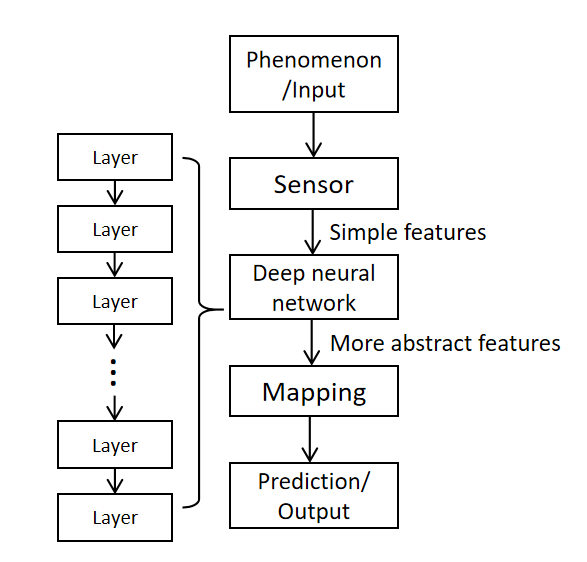 Phenomenon
/Input
Sensor
Simple features
Deep neural
network
More abstract features
Mapping
Prediction/
Output
Layer
Layer
Layer
Layer
Layer